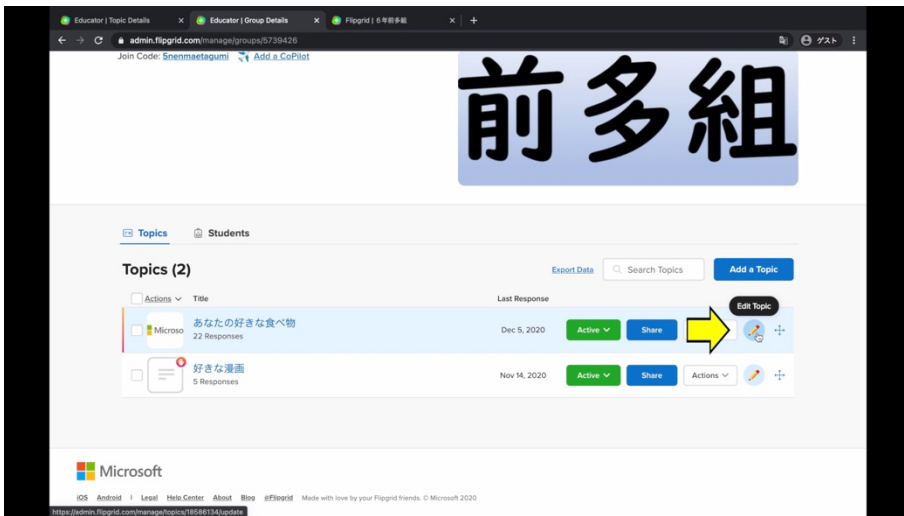 Educator | Topic Details
Educator | Group Details
Flipgrid | 6年前多組
admin.flipgrid.com/manage/groups/5739426
ゲスト
Join Code: 5nenmaetagumi Add a CoPilot
前多組
Topics Students
Topics (2)
Export Data Search Topics Add a Topic
Actions Title Last Response
Edit Topic
Microso あなたの好きな食べ物 Dec 5, 2020 Active Share
22 Responses
好きな漫画 Nov 14, 2020 Active Share Actions
5 Responses
Microsoft
iOS Android | Legal Help Center About Blog @Flipgrid Made with love by your Flipgrid friends. © Microsoft 2020
https://admin.flipgrid.com/manage/topics/18586134/update